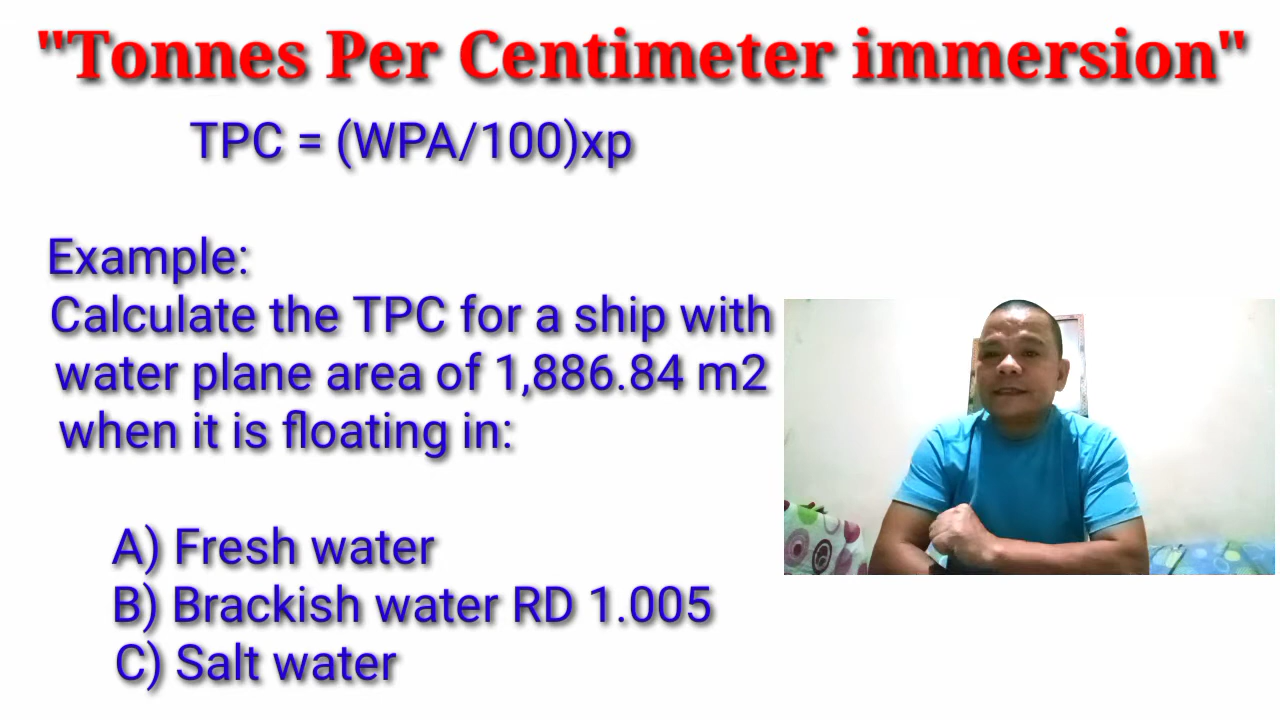 "Tonnes Per Centimeter immersion"
TPC = (WPA/100)xp
Example:
Calculate the TPC for a ship with
water plane area of 1,886.84 m2
when it is floating in:
A) Fresh water
B) Brackish water RD 1.005
C) Salt water